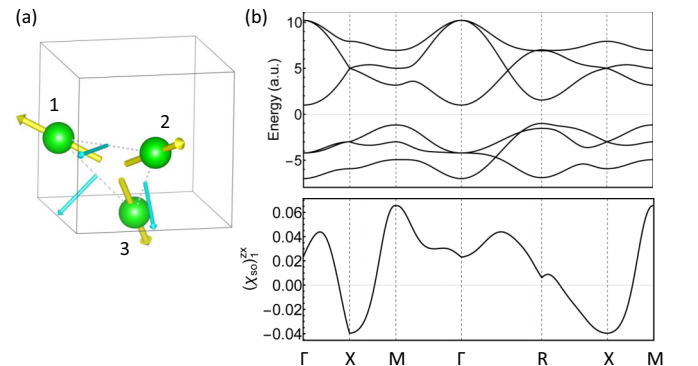 (a)
1
2
3
(b)
Energy (a.u.)
10
5
0
−5
(χso)₁ᶻˣ
0.06
0.04
0.02
0.00
−0.02
−0.04
Γ X M Γ R X M